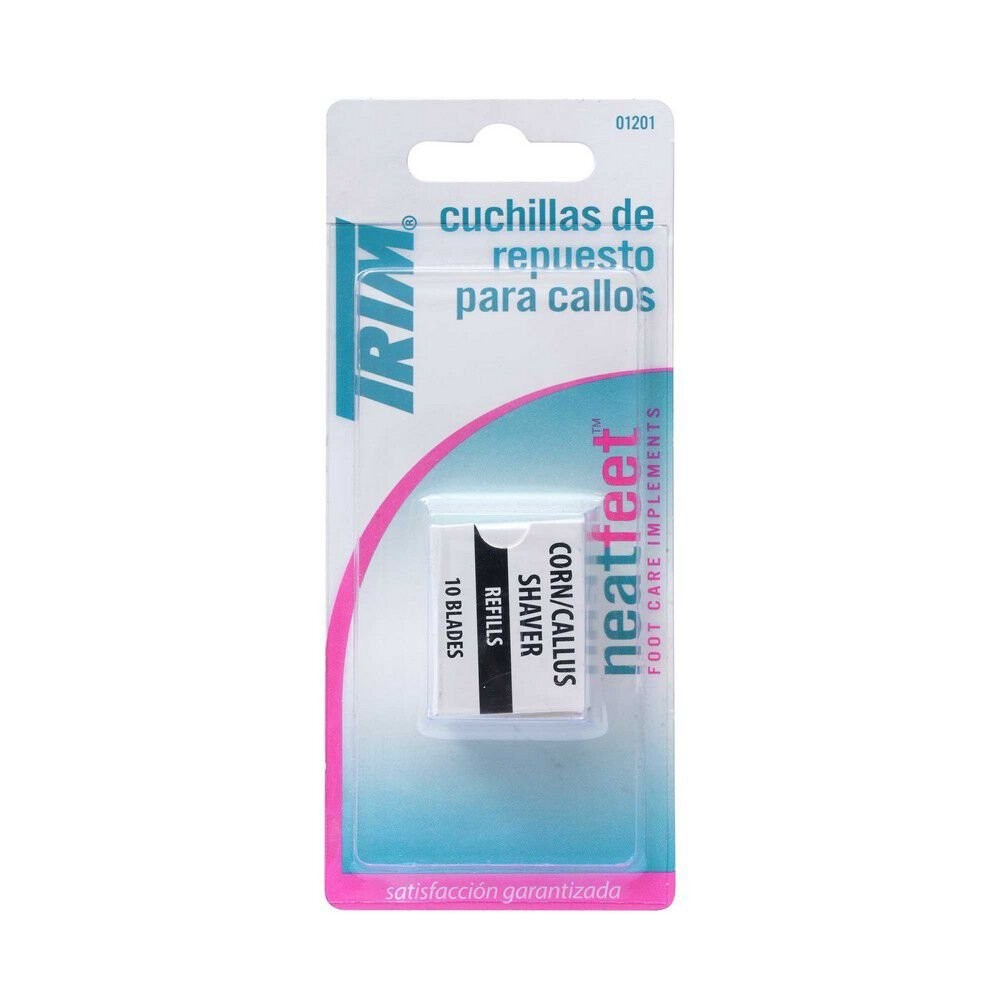 01201
cuchillas de
repuesto
para callos
TRIM®
neatfeet™
FOOT CARE IMPLEMENTS
CORN/CALLUS
SHAVER
REFILLS
10 BLADES
satisfacción garantizada